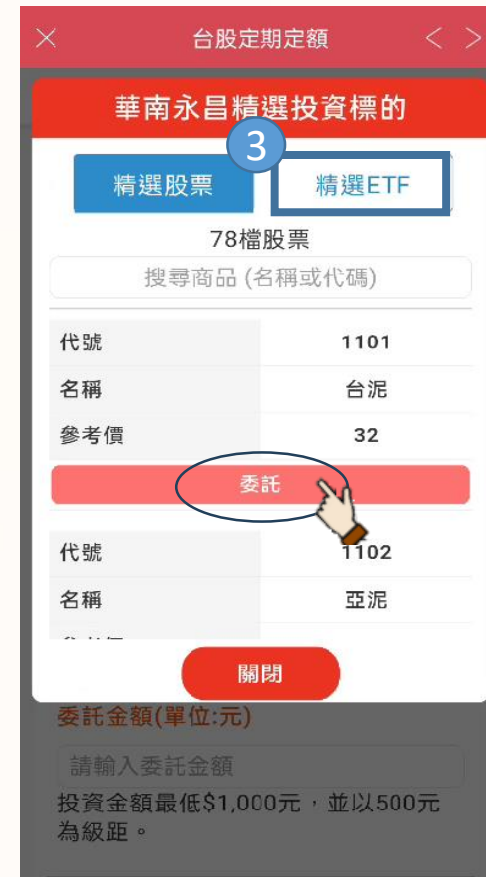 台股定期定額
華南永昌精選投資標的
3
精選股票 精選ETF
78檔股票
搜尋商品 (名稱或代碼)
代號 1101
名稱 台泥
參考價 32
委託
代號 1102
名稱 亞泥
關閉
委託金額(單位:元)
請輸入委託金額
投資金額最低$1,000元，並以500元
為級距。